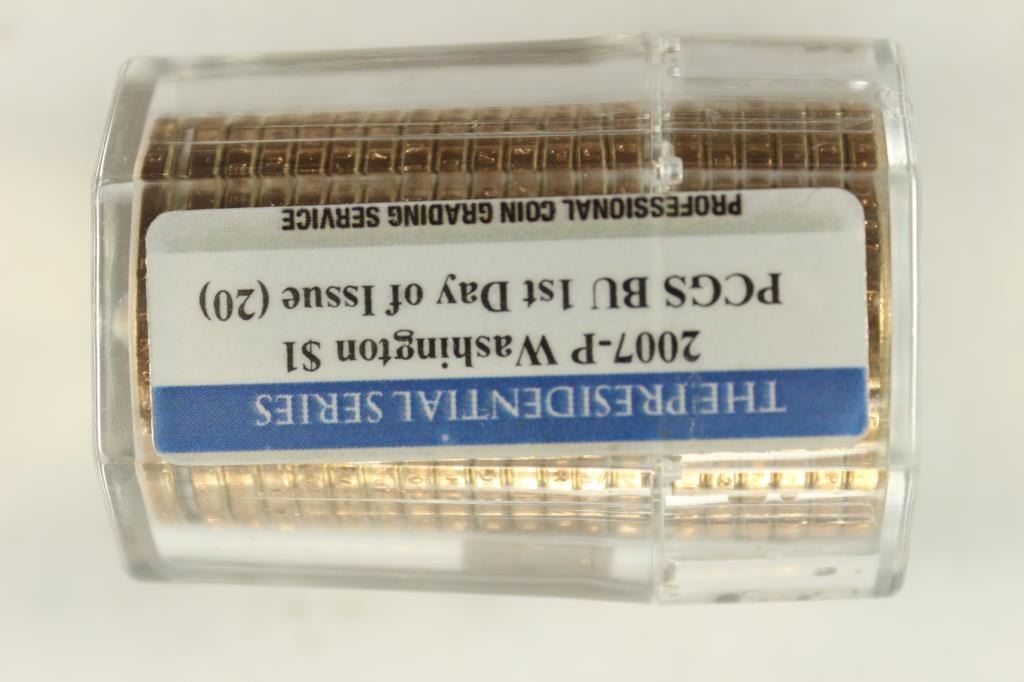 THE PRESIDENTIAL SERIES
2007-P Washington $1
PCGS BU 1st Day of Issue (20)
PROFESSIONAL COIN GRADING SERVICE